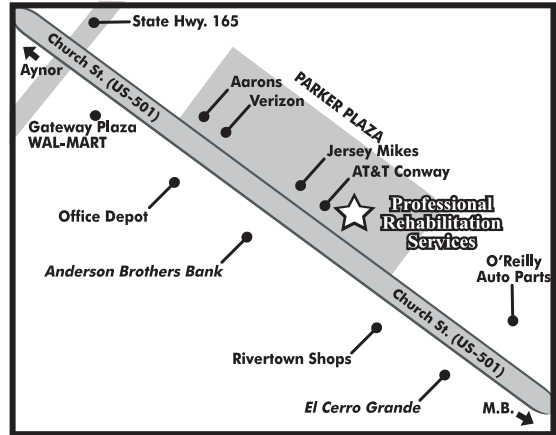 State Hwy. 165
Church St. (US-501)
Aynor
Aarons
Verizon
PARKER PLAZA
Gateway Plaza
WAL-MART
Jersey Mikes
AT&T Conway
Professional
Rehabilitation
Services
Office Depot
Anderson Brothers Bank
O'Reilly
Auto Parts
Church St. (US-501)
Rivertown Shops
El Cerro Grande
M.B.